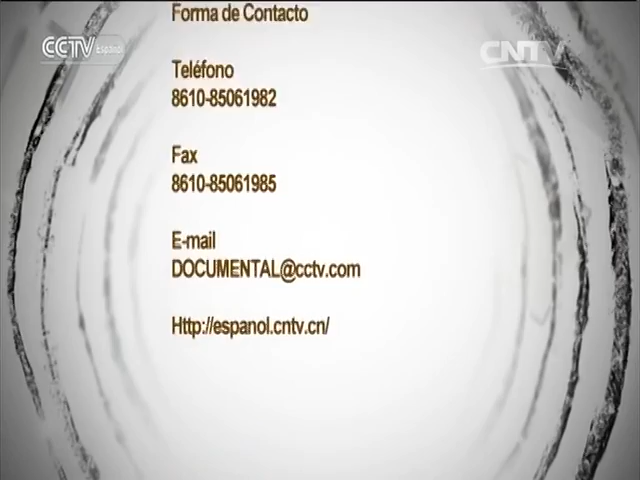 Forma de Contacto
CCTV Español
CNTV
Teléfono
8610-85061982
Fax
8610-85061985
E-mail
DOCUMENTAL@cctv.com
Http://espanol.cntv.cn/